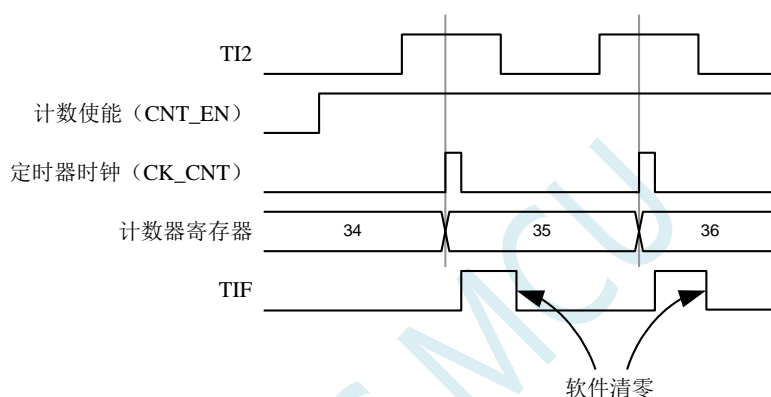 TI2
计数使能（CNT_EN）
定时器时钟（CK_CNT）
计数器寄存器
34
35
36
TIF
软件清零
MCU